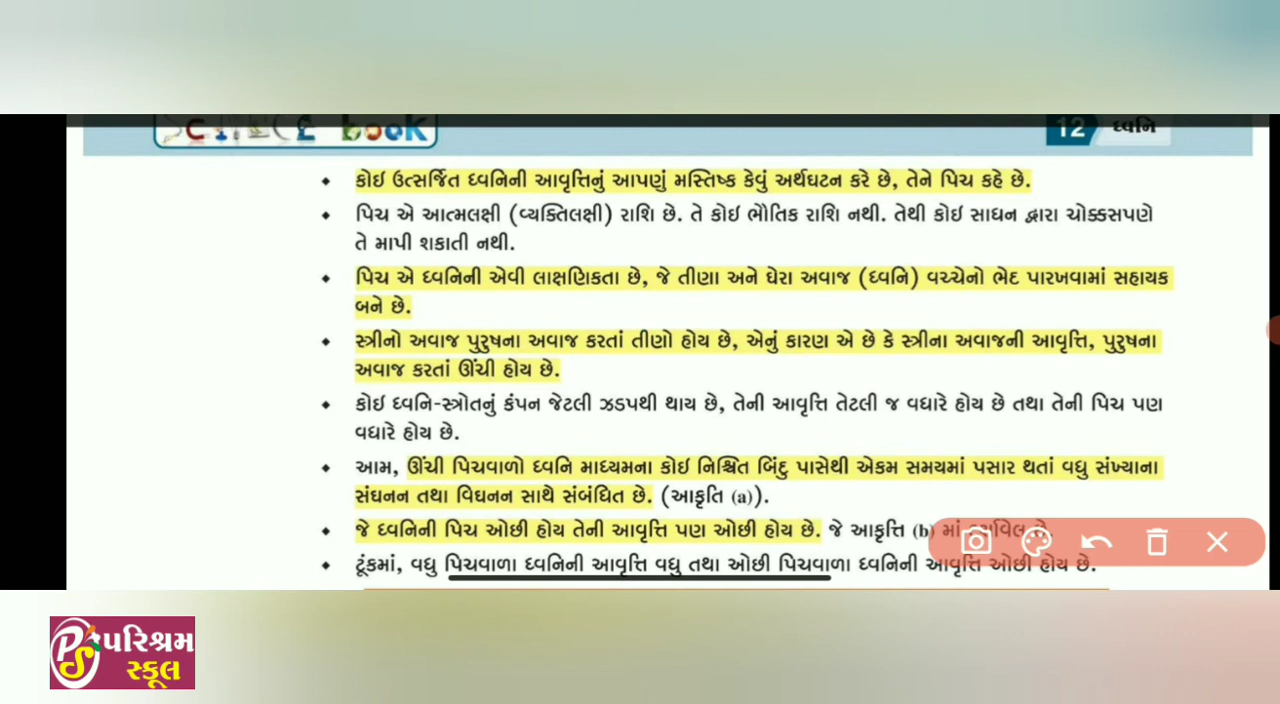 book
12 ધ્વનિ
⬩ કોઇ ઉત્સર્જિત ધ્વનિની આવૃત્તિનું આપણું મસ્તિષ્ક કેવું અર્થઘટન કરે છે, તેને પિચ કહે છે.
⬩ પિચ એ આત્મલક્ષી (વ્યક્તિલક્ષી) રાશિ છે. તે કોઇ ભૌતિક રાશિ નથી. તેથી કોઇ સાધન દ્વારા ચોક્કસપણે
તે માપી શકાતી નથી.
⬩ પિચ એ ધ્વનિની એવી લાક્ષણિકતા છે, જે તીણા અને ઘેરા અવાજ (ધ્વનિ) વચ્ચેનો ભેદ પારખવામાં સહાયક
બને છે.
⬩ સ્ત્રીનો અવાજ પુરુષના અવાજ કરતાં તીણો હોય છે, એનું કારણ એ છે કે સ્ત્રીના અવાજની આવૃત્તિ, પુરુષના
અવાજ કરતાં ઊંચી હોય છે.
⬩ કોઇ ધ્વનિ-સ્ત્રોતનું કંપન જેટલી ઝડપથી થાય છે, તેની આવૃત્તિ તેટલી જ વધારે હોય છે તથા તેની પિચ પણ
વધારે હોય છે.
⬩ આમ, ઊંચી પિચવાળો ધ્વનિ માધ્યમના કોઇ નિશ્ચિત બિંદુ પાસેથી એકમ સમયમાં પસાર થતાં વધુ સંખ્યાના
સંઘનન તથા વિઘનન સાથે સંબંધિત છે. (આકૃતિ (a)).
⬩ જે ધ્વનિની પિચ ઓછી હોય તેની આવૃત્તિ પણ ઓછી હોય છે. જે આકૃતિ (b) માં
⬩ ટૂંકમાં, વધુ પિચવાળા ધ્વનિની આવૃત્તિ વધુ તથા ઓછી પિચવાળા ધ્વનિની આવૃત્તિ ઓછી હોય છે.
PS પરિશ્રમ
સ્કૂલ